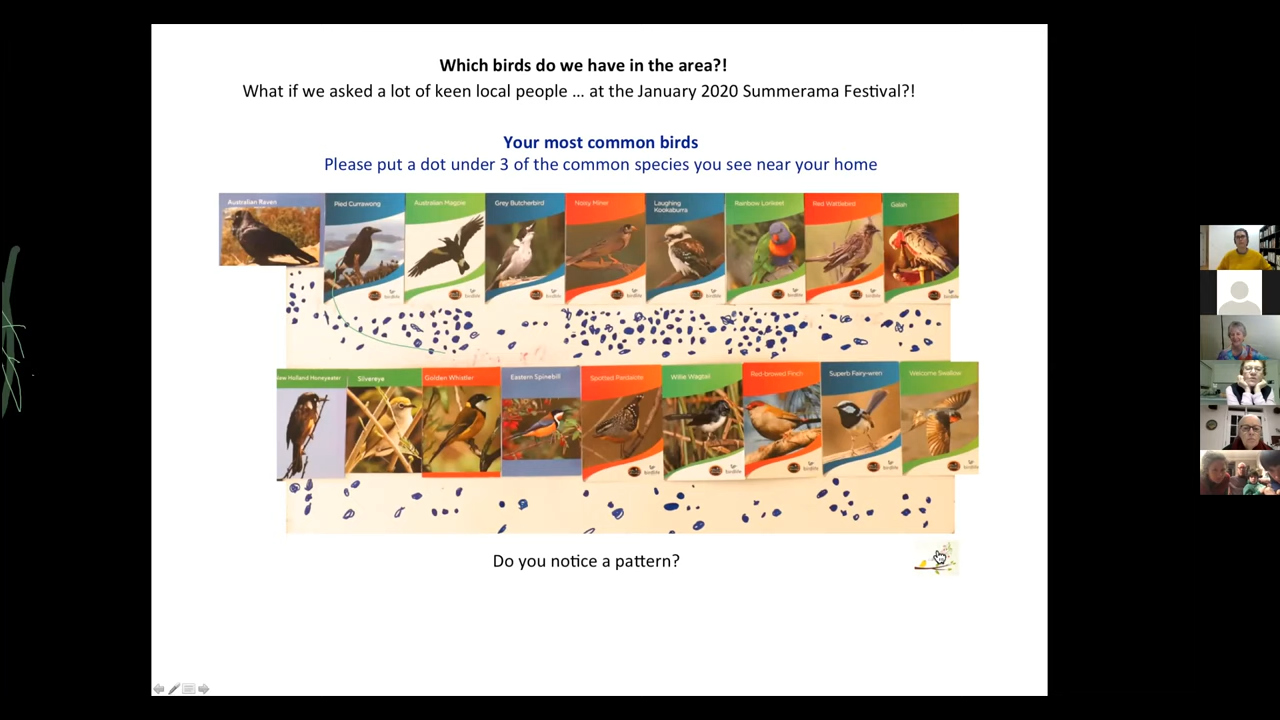 Which birds do we have in the area?!
What if we asked a lot of keen local people ... at the January 2020 Summerama Festival?!
Your most common birds
Please put a dot under 3 of the common species you see near your home
Australian Raven
Pied Currawong
Australian Magpie
Grey Butcherbird
Noisy Miner
Laughing
Kookaburra
Rainbow Lorikeet
Red Wattlebird
Galah
Holland Honeyeater
Silvereye
Golden Whistler
Eastern Spinebill
Spotted Pardalote
Willie Wagtail
Red-browed Finch
Superb Fairy-wren
Welcome Swallow
Do you notice a pattern?